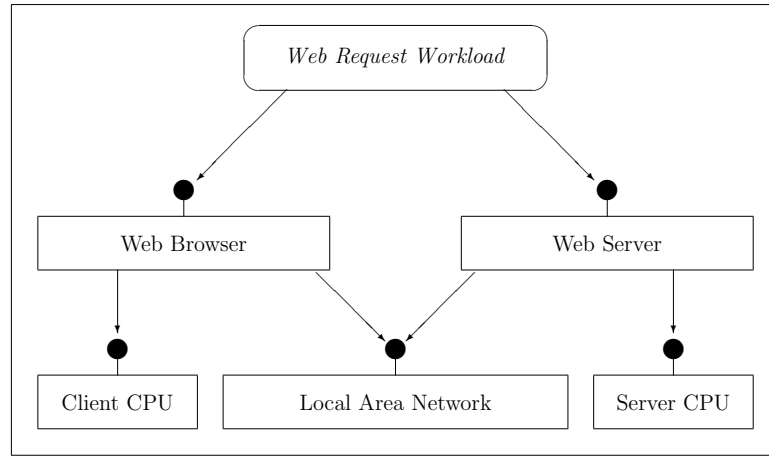 Web Request Workload
Web Browser
Web Server
Client CPU
Local Area Network
Server CPU